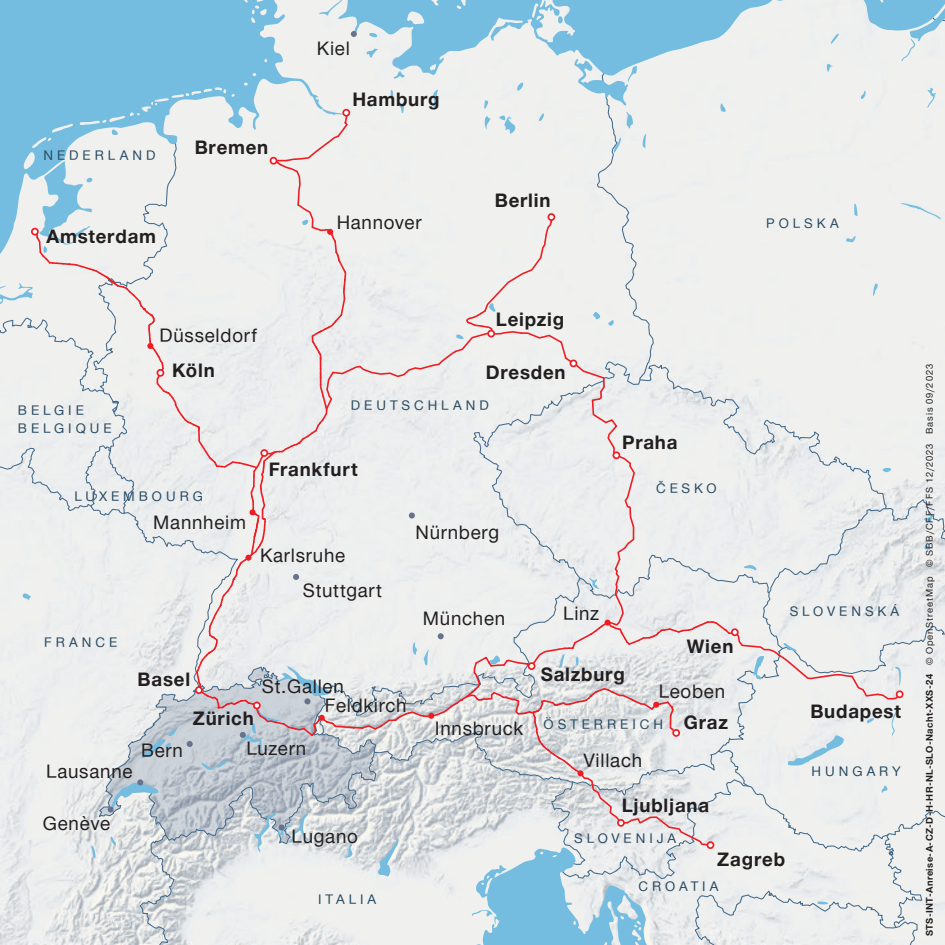 Kiel
Hamburg
Bremen
NEDERLAND
Berlin
Hannover
POLSKA
Amsterdam
Leipzig
Düsseldorf
Köln
Dresden
DEUTSCHLAND
BELGIE
BELGIQUE
Praha
Frankfurt
ČESKO
LUXEMBOURG
Mannheim
Nürnberg
Karlsruhe
Stuttgart
SLOVENSKÁ
Linz
München
FRANCE
Wien
Salzburg
Basel
St.Gallen
Leoben
Feldkirch
Budapest
Zürich
Innsbruck
ÖSTERREICH
Graz
Bern
Luzern
Villach
Lausanne
HUNGARY
Ljubljana
Genève
Lugano
SLOVENIJA
Zagreb
CROATIA
ITALIA
STS-INT-Anreise-A-CZ-D-H-HR-NL-SLO-Nacht-XXS-24 © OpenStreetMap © SBB/CFF/FFS 12/2023 Basis 09/2023